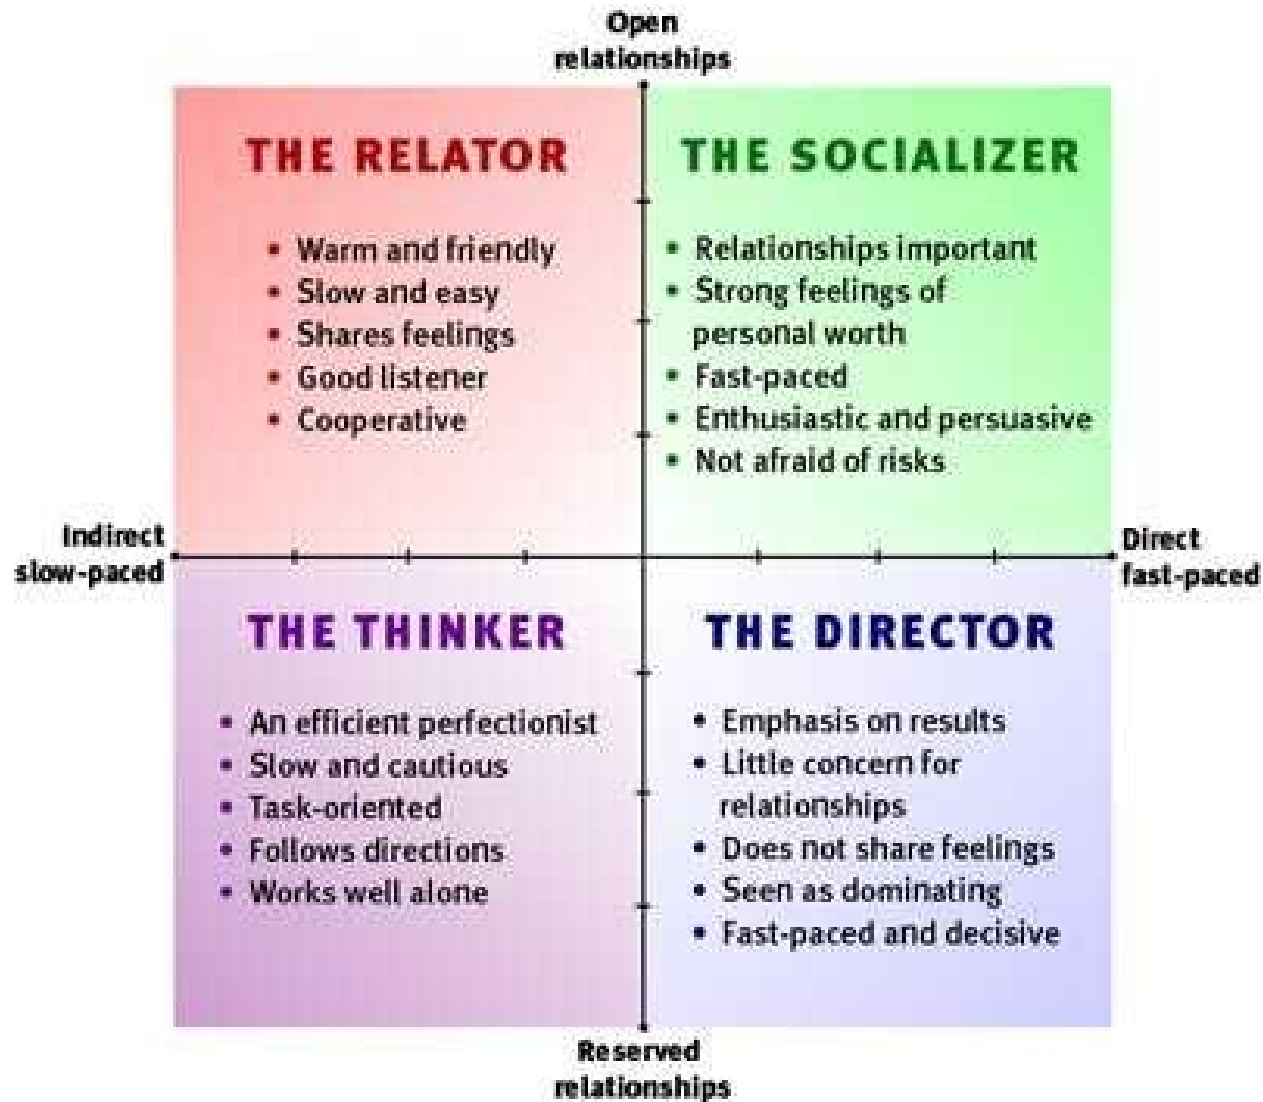 Open
relationships
THE RELATOR
• Warm and friendly
• Slow and easy
• Shares feelings
• Good listener
• Cooperative
THE SOCIALIZER
• Relationships important
• Strong feelings of
personal worth
• Fast-paced
• Enthusiastic and persuasive
• Not afraid of risks
Indirect
slow-paced
Direct
fast-paced
THE THINKER
• An efficient perfectionist
• Slow and cautious
• Task-oriented
• Follows directions
• Works well alone
THE DIRECTOR
• Emphasis on results
• Little concern for
relationships
• Does not share feelings
• Seen as dominating
• Fast-paced and decisive
Reserved
relationships